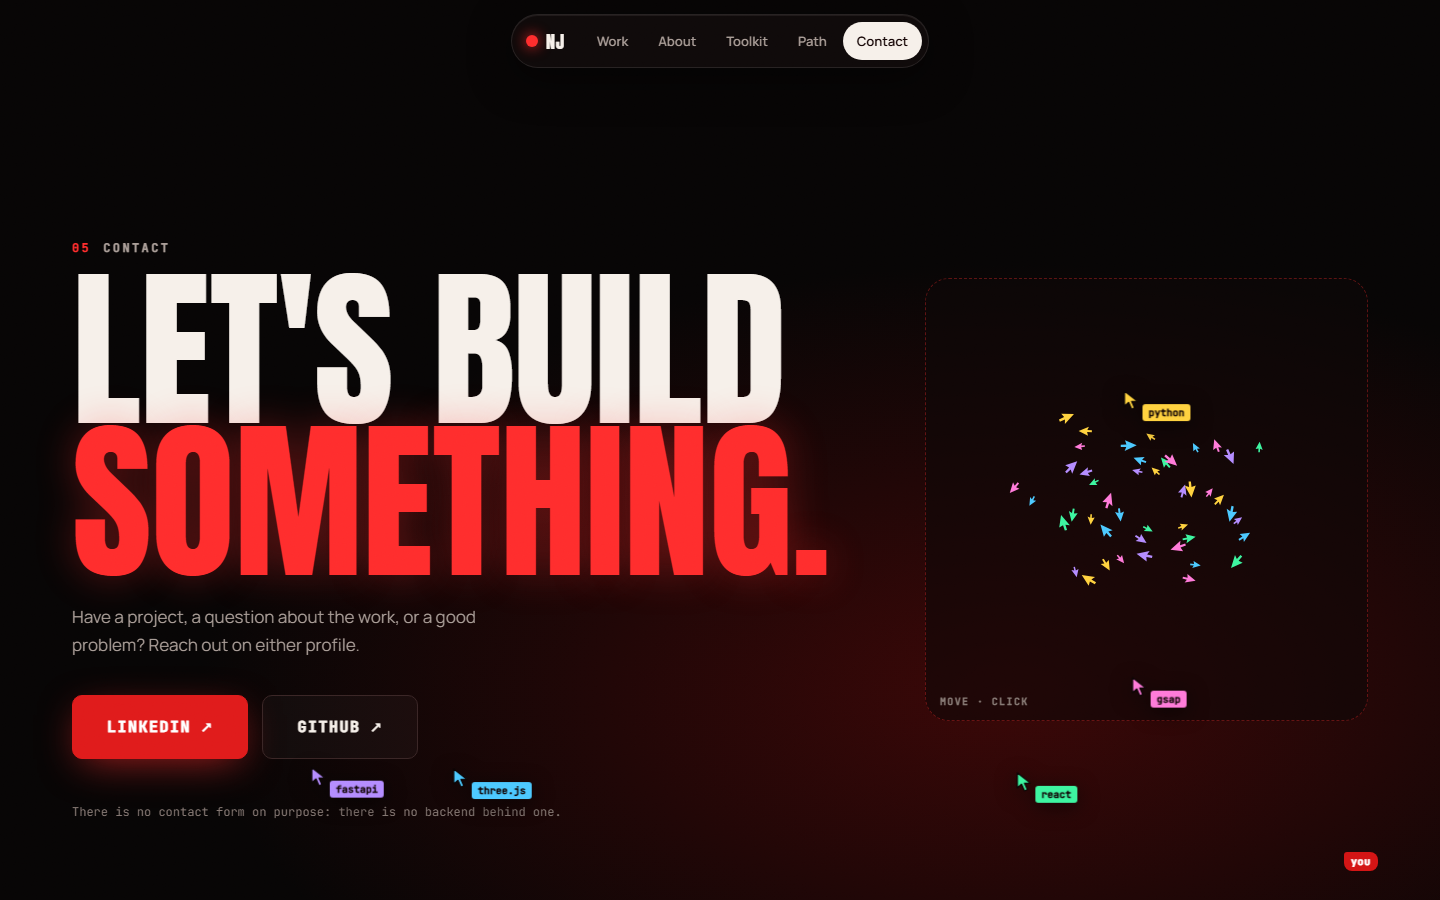 NJ Work About Toolkit Path Contact
05 CONTACT
LET'S BUILD
SOMETHING.
Have a project, a question about the work, or a good
problem? Reach out on either profile.
LINKEDIN ↗
GITHUB ↗
There is no contact form on purpose: there is no backend behind one.
python
gsap
MOVE · CLICK
fastapi
three.js
react
you